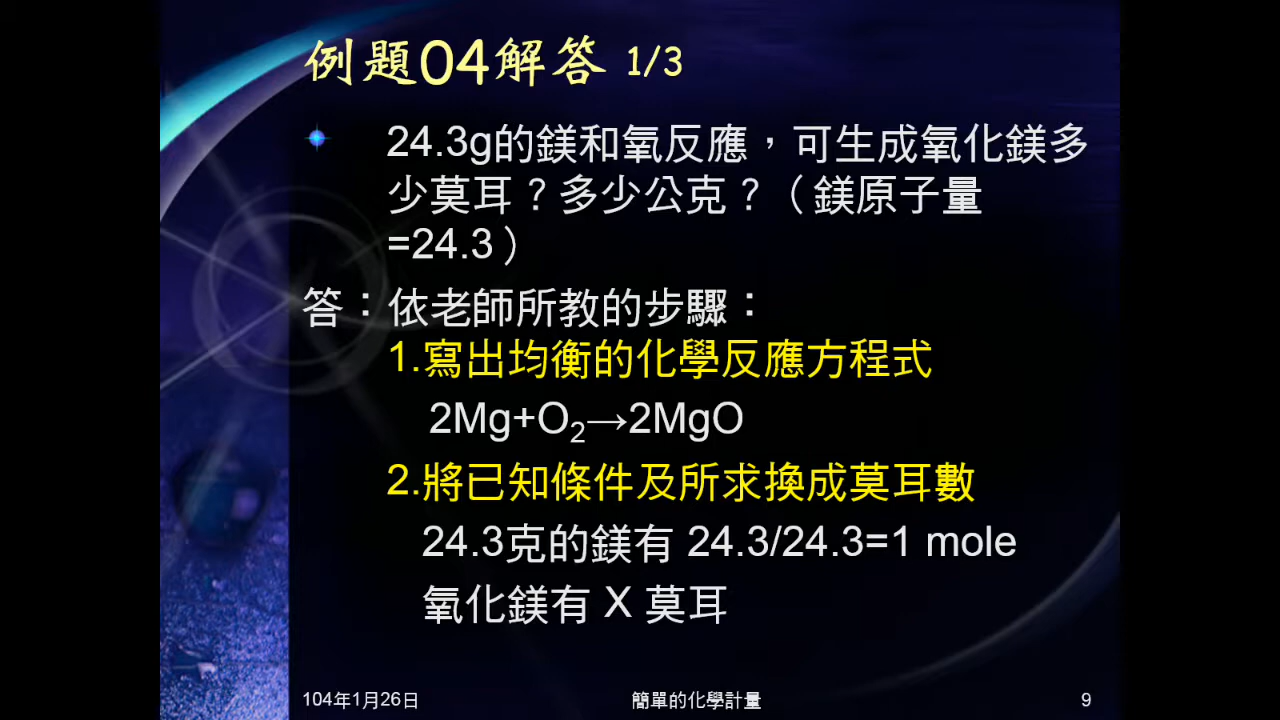 例題04解答 1/3
24.3g的鎂和氧反應，可生成氧化鎂多
少莫耳？多少公克？（鎂原子量
=24.3）
答：依老師所教的步驟：
1.寫出均衡的化學反應方程式
2Mg+O₂→2MgO
2.將已知條件及所求換成莫耳數
24.3克的鎂有 24.3/24.3=1 mole
氧化鎂有 X 莫耳
104年1月26日
簡單的化學計量
9